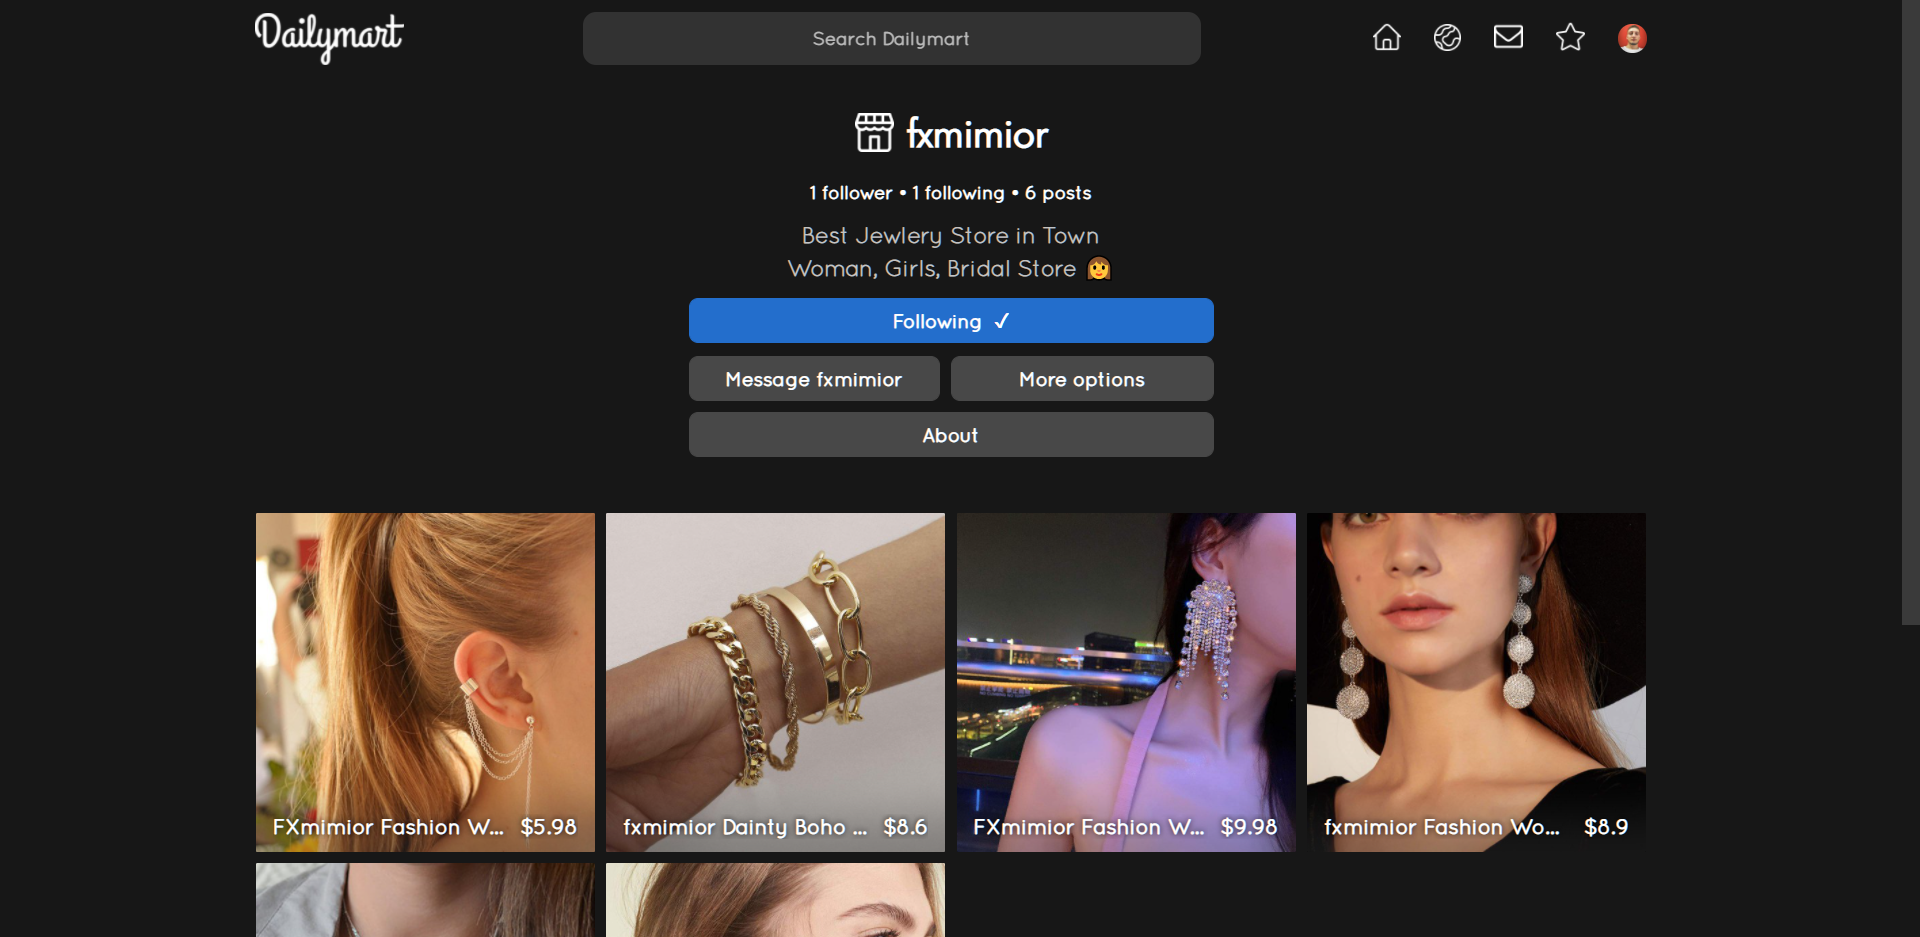 Dailymart
Search Dailymart
fxmimior
1 follower • 1 following • 6 posts
Best Jewlery Store in Town
Woman, Girls, Bridal Store 👩
Following ✓
Message fxmimior
More options
About
FXmimior Fashion W... $5.98
fxmimior Dainty Boho ... $8.6
FXmimior Fashion W... $9.98
fxmimior Fashion Wo... $8.9